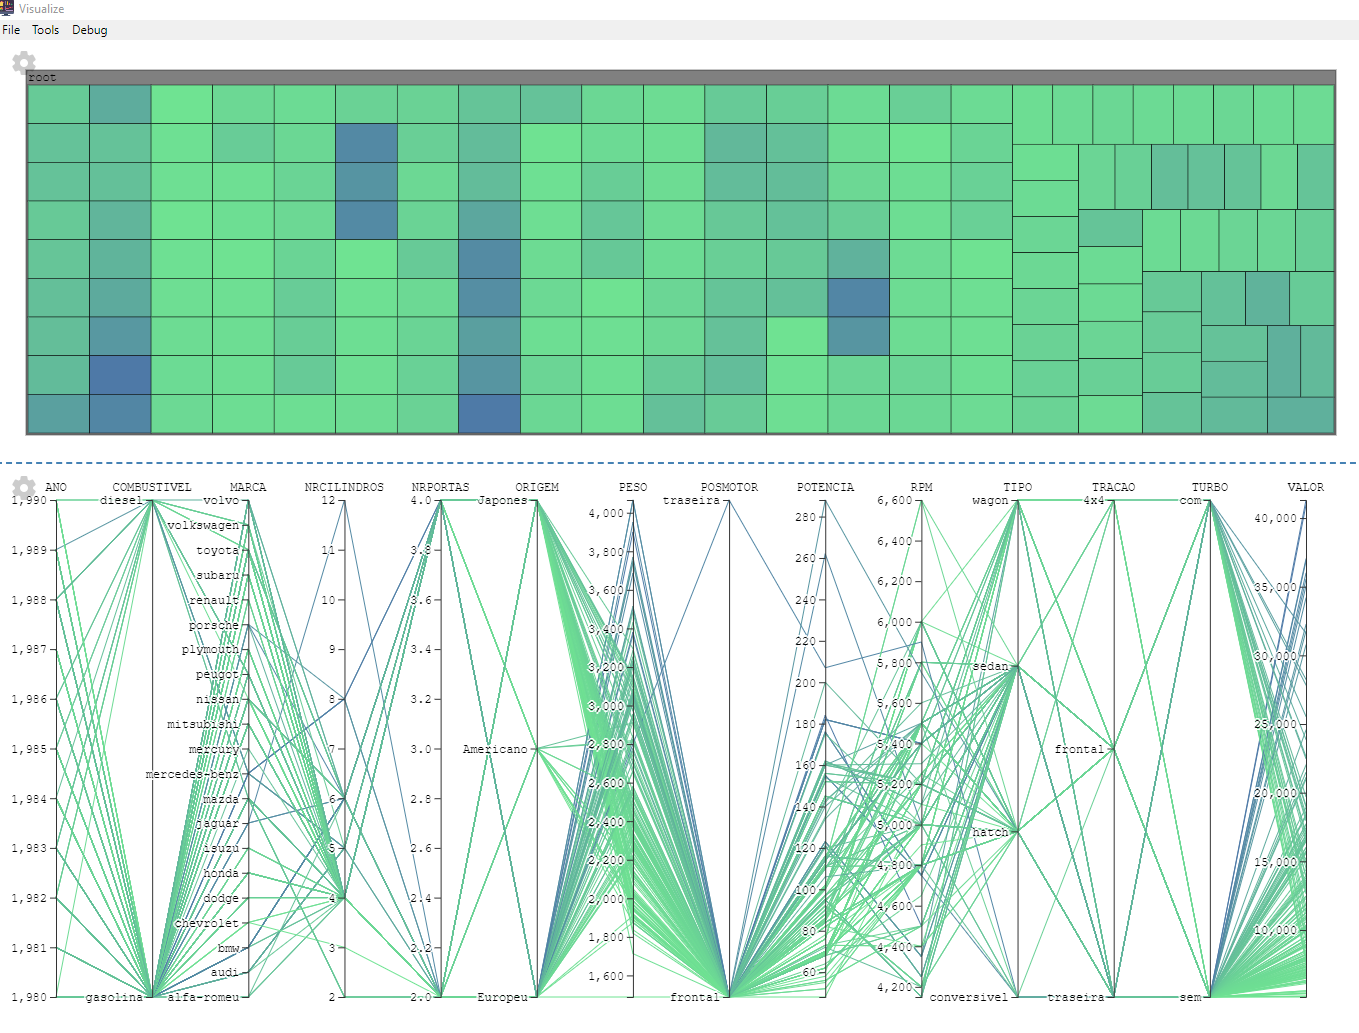 Visualize
File Tools Debug
root
ANO COMBUSTIVEL MARCA NRCILINDROS NRPORTAS ORIGEM PESO POSMOTOR POTENCIA RPM TIPO TRACAO TURBO VALOR
1,990
1,989
1,988
1,987
1,986
1,985
1,984
1,983
1,982
1,981
1,980
diesel
gasolina
volvo
volkswagen
toyota
subaru
renault
porsche
plymouth
peugot
nissan
mitsubishi
mercury
mercedes-benz
mazda
jaguar
isuzu
honda
dodge
chevrolet
bmw
audi
alfa-romeu
12
11
10
9
8
7
6
5
4
3
2
4.0
3.8
3.6
3.4
3.2
3.0
2.8
2.6
2.4
2.2
2.0
Japones
Americano
Europeu
4,000
3,800
3,600
3,400
3,200
3,000
2,800
2,600
2,400
2,200
2,000
1,800
1,600
traseira
frontal
280
260
240
220
200
180
160
140
120
100
80
60
6,600
6,400
6,200
6,000
5,800
5,600
5,400
5,200
5,000
4,800
4,600
4,400
4,200
wagon
sedan
hatch
conversivel
4x4
frontal
traseira
com
sem
40,000
35,000
30,000
25,000
20,000
15,000
10,000